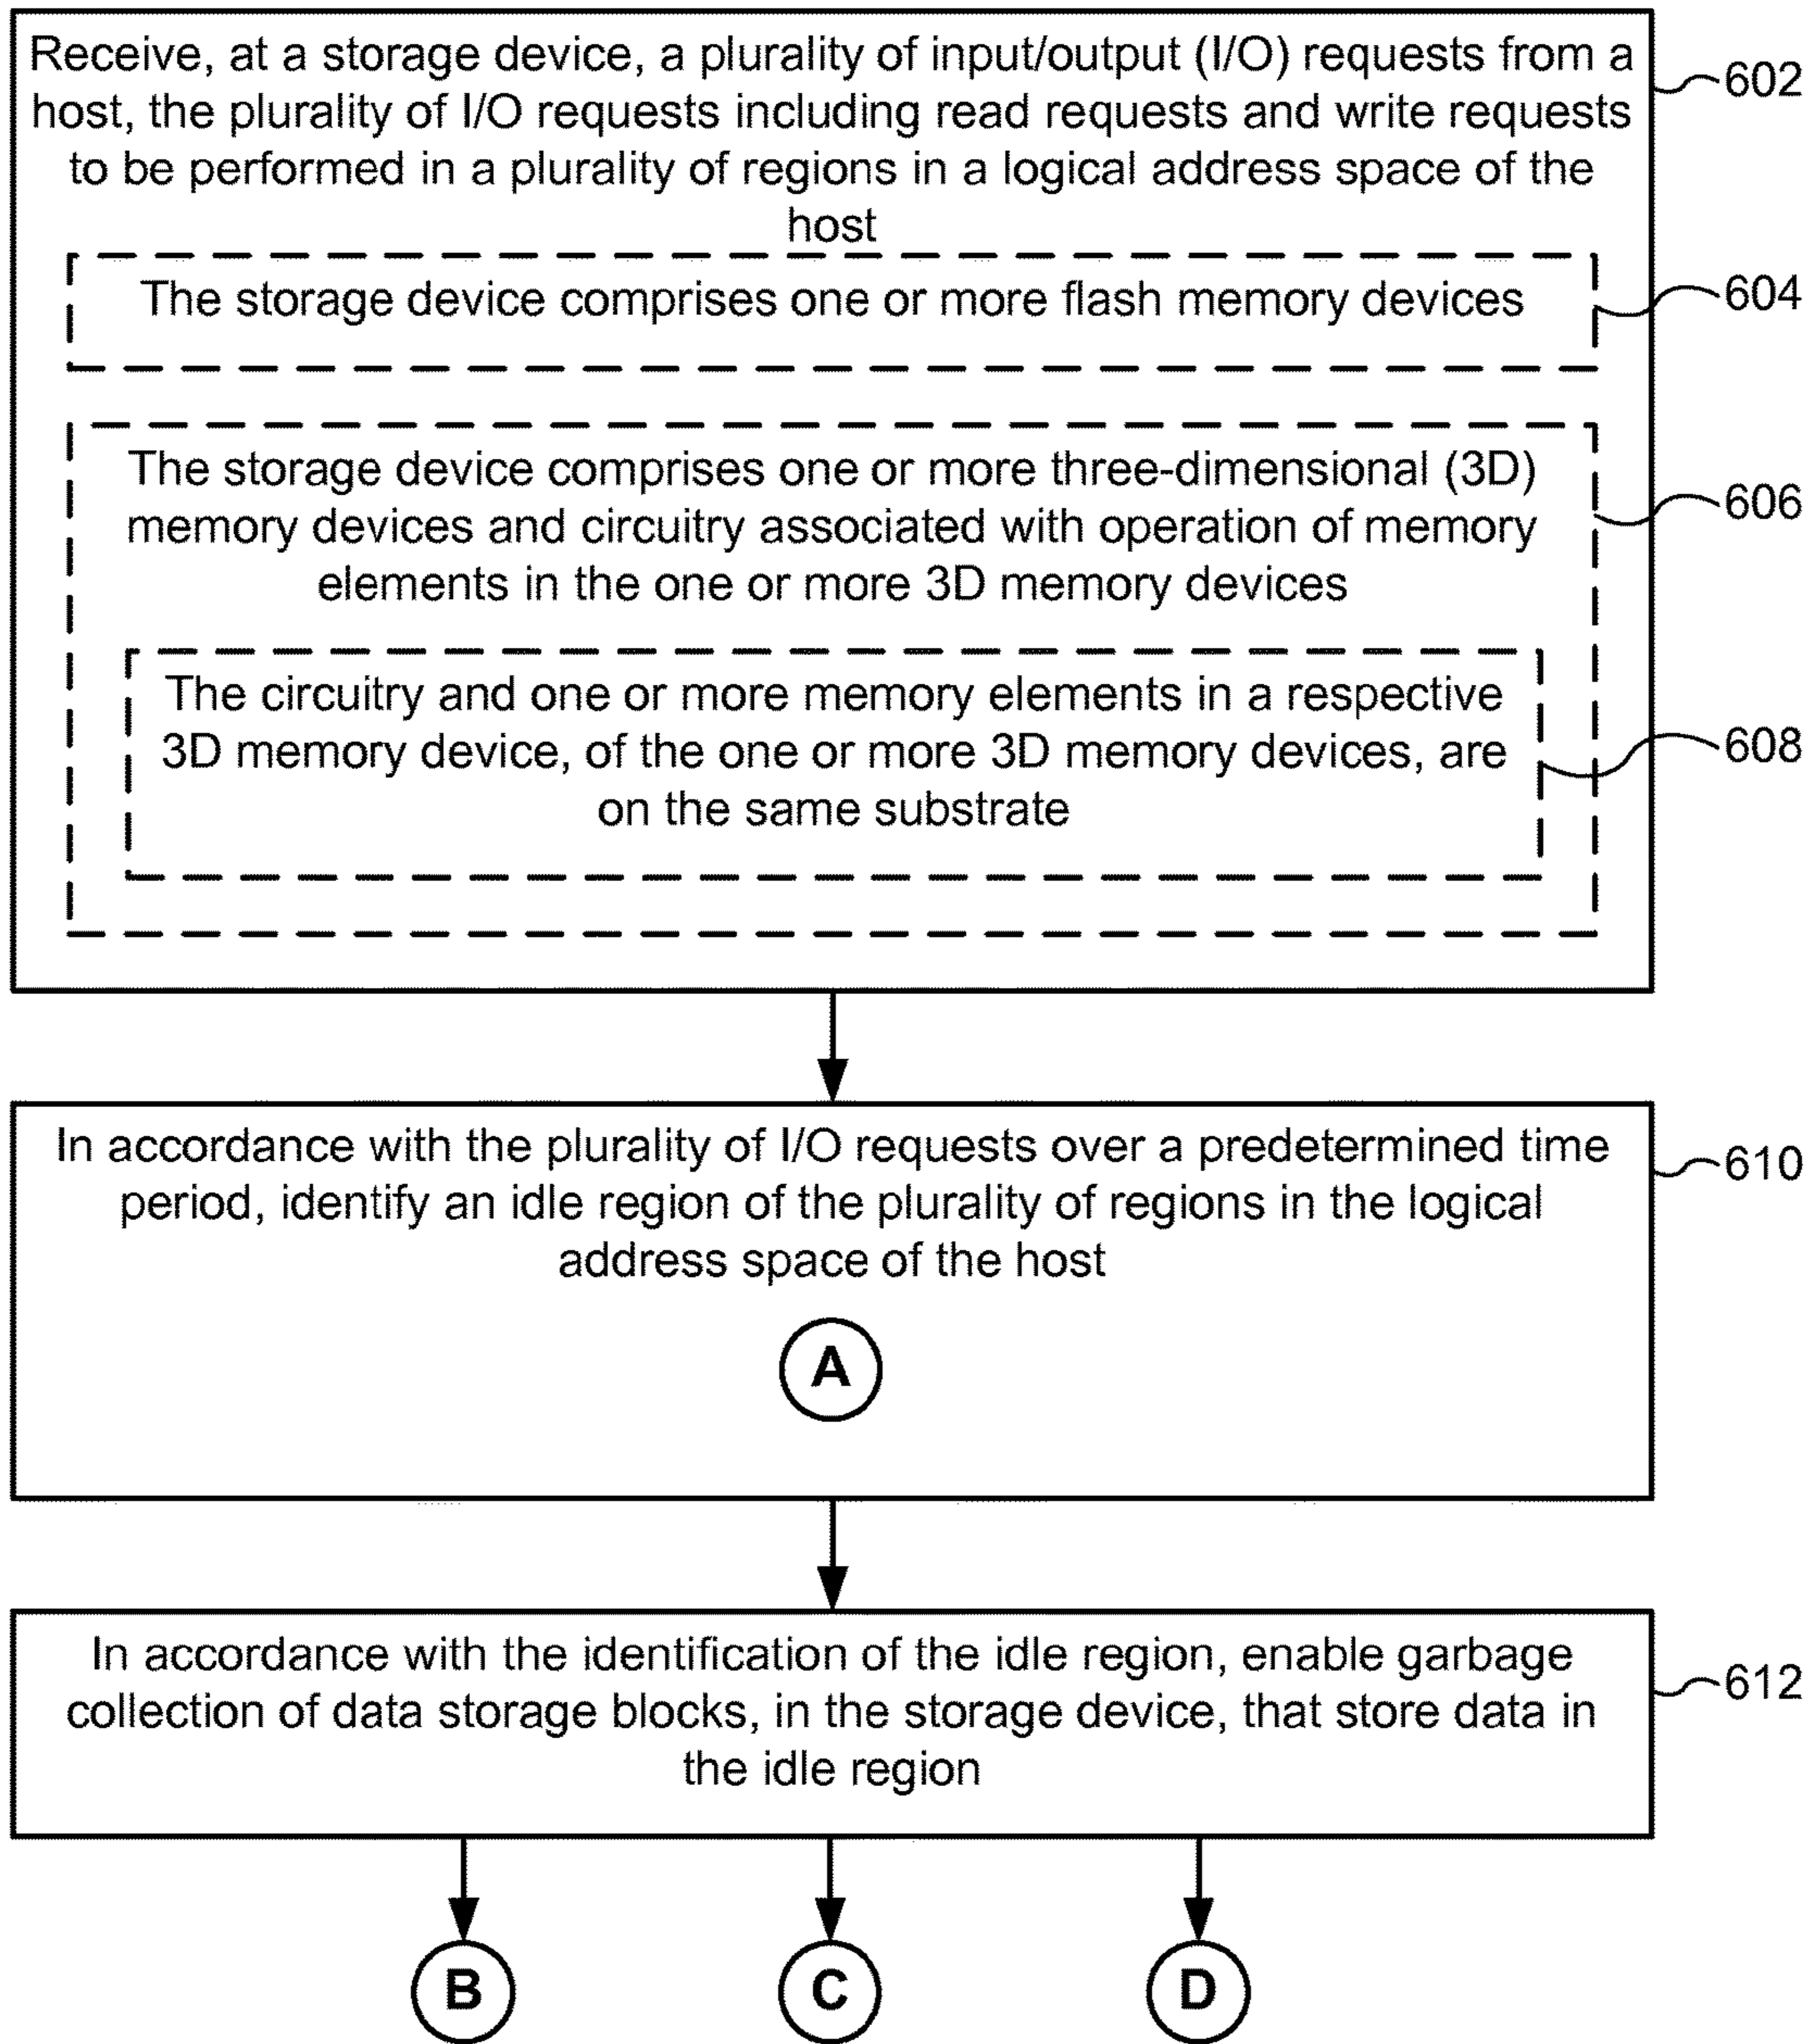 Receive, at a storage device, a plurality of input/output (I/O) requests from a
host, the plurality of I/O requests including read requests and write requests
to be performed in a plurality of regions in a logical address space of the
host
602
The storage device comprises one or more flash memory devices
604
The storage device comprises one or more three-dimensional (3D)
memory devices and circuitry associated with operation of memory
elements in the one or more 3D memory devices
606
The circuitry and one or more memory elements in a respective
3D memory device, of the one or more 3D memory devices, are
on the same substrate
608
In accordance with the plurality of I/O requests over a predetermined time
period, identify an idle region of the plurality of regions in the logical
address space of the host
610
A
In accordance with the identification of the idle region, enable garbage
collection of data storage blocks, in the storage device, that store data in
the idle region
612
B
C
D